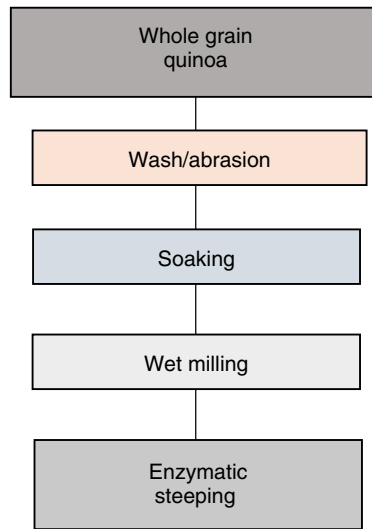 Whole grain
quinoa
Wash/abrasion
Soaking
Wet milling
Enzymatic
steeping